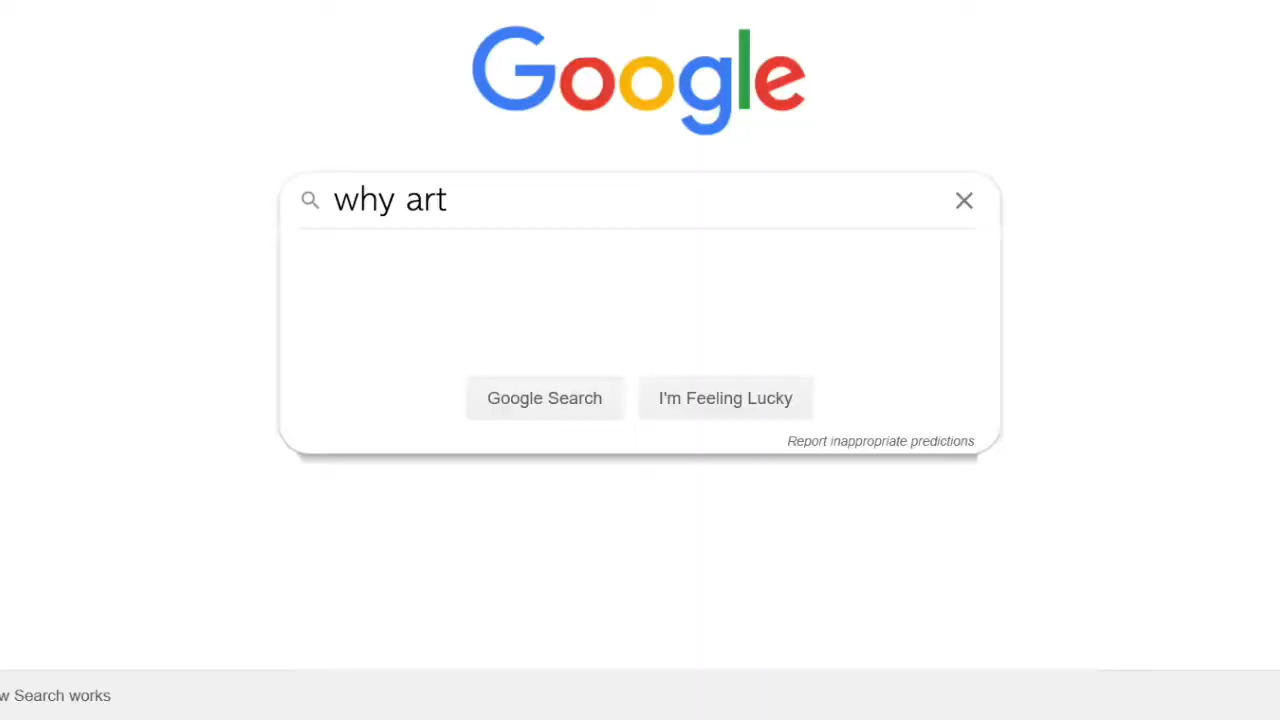 Google
why art
Google Search
I'm Feeling Lucky
Report inappropriate predictions
w Search works